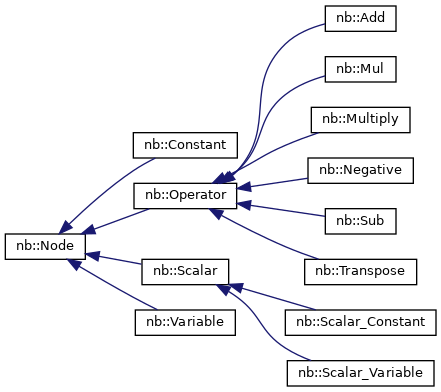 nb::Add
nb::Mul
nb::Multiply
nb::Constant
nb::Negative
nb::Operator
nb::Sub
nb::Node
nb::Scalar
nb::Transpose
nb::Variable
nb::Scalar_Constant
nb::Scalar_Variable